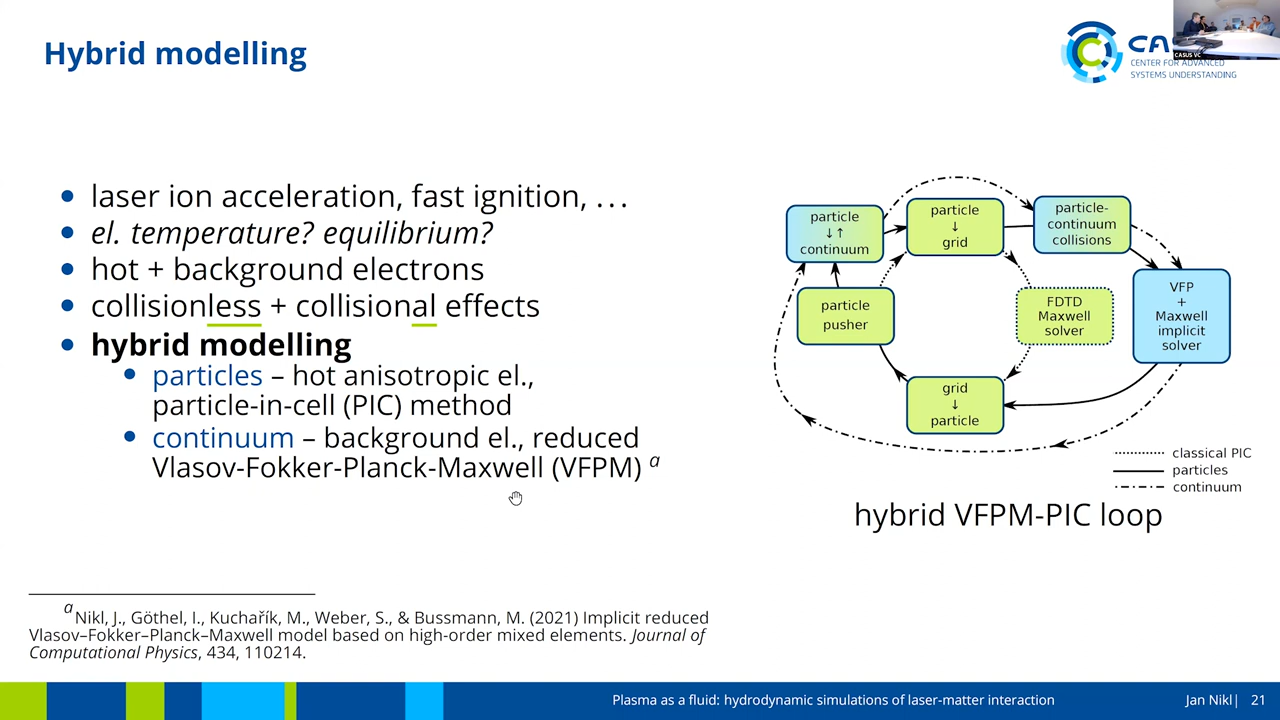 Hybrid modelling
CASUS VC
CENTER FOR ADVANCED
SYSTEMS UNDERSTANDING
• laser ion acceleration, fast ignition, …
• el. temperature? equilibrium?
• hot + background electrons
• collisionless + collisional effects
• hybrid modelling
• particles – hot anisotropic el.,
particle-in-cell (PIC) method
• continuum – background el., reduced
Vlasov-Fokker-Planck-Maxwell (VFPM) a
particle
↓↑
continuum
particle
↓
grid
particle-
continuum
collisions
particle
pusher
FDTD
Maxwell
solver
VFP
+
Maxwell
implicit
solver
grid
↓
particle
classical PIC
particles
continuum
hybrid VFPM-PIC loop
a Nikl, J., Göthel, I., Kuchařík, M., Weber, S., & Bussmann, M. (2021) Implicit reduced
Vlasov–Fokker–Planck–Maxwell model based on high-order mixed elements. Journal of
Computational Physics, 434, 110214.
Plasma as a fluid: hydrodynamic simulations of laser-matter interaction
Jan Nikl| 21